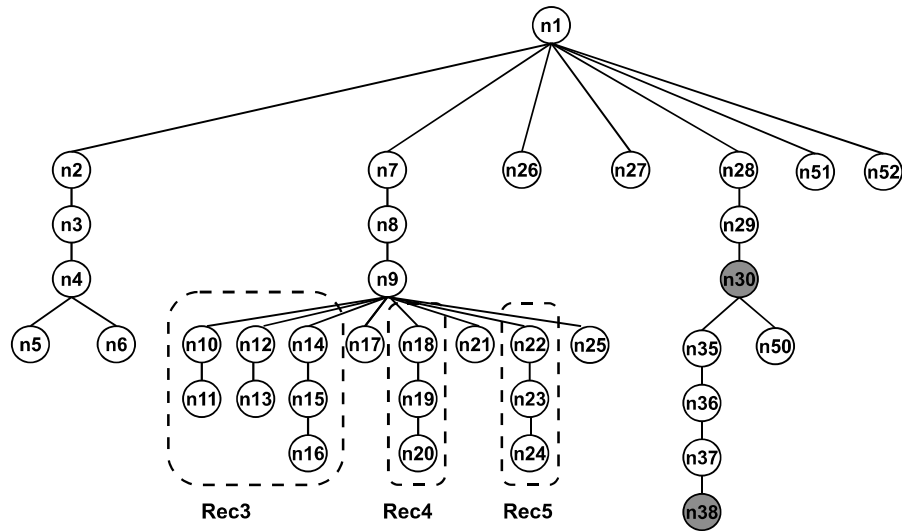 n1
n2 n7 n26 n27 n28 n51 n52
n3 n8 n29
n4 n9 n30
n5 n6 n10 n12 n14 n17 n18 n21 n22 n25 n35 n50
n11 n13 n15 n19 n23 n36
n16 n20 n24 n37
Rec3 Rec4 Rec5 n38